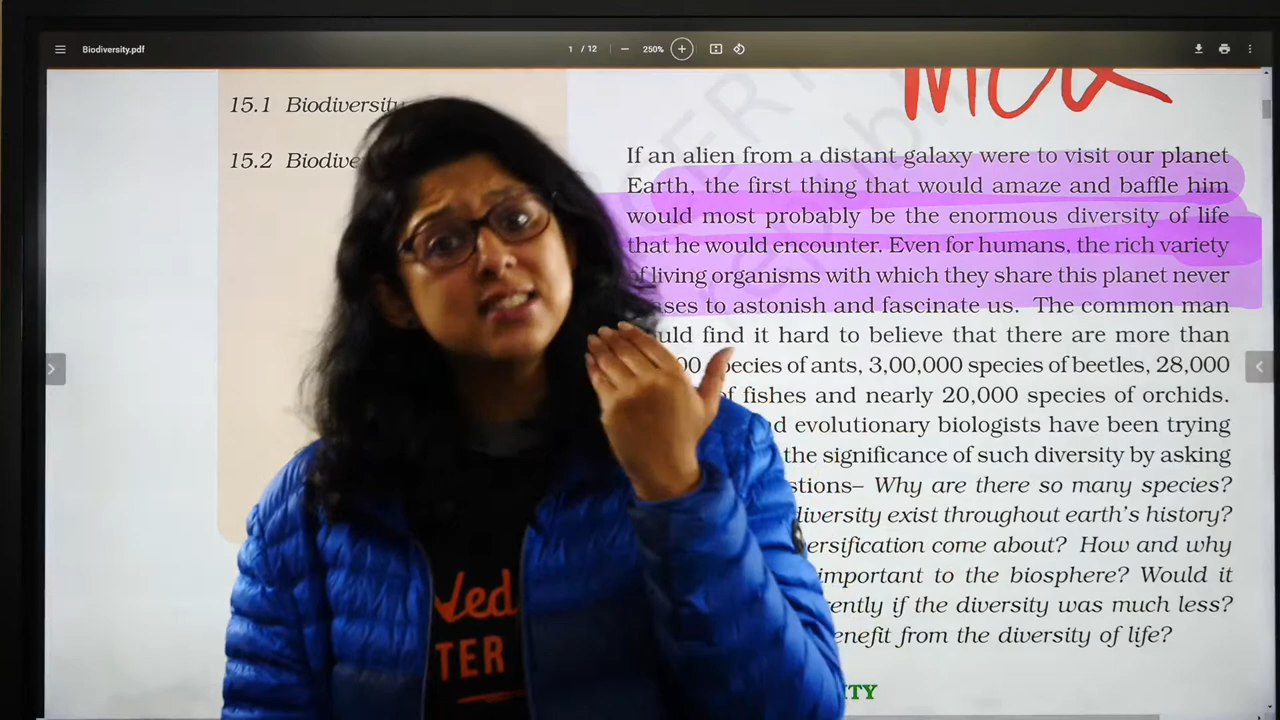 Biodiversity.pdf
1 / 12
250%
MCQ
15.1 Biodiversity
15.2
If an alien from a distant galaxy were to visit our planet
Earth, the first thing that would amaze and baffle him
would most probably be the enormous diversity of life
that he would encounter. Even for humans, the rich variety
of living organisms with which they share this planet never
ases to astonish and fascinate us. The common man
uld find it hard to believe that there are more than
00 species of ants, 3,00,000 species of beetles, 28,000
of fishes and nearly 20,000 species of orchids.
d evolutionary biologists have been trying
the significance of such diversity by asking
stions– Why are there so many species?
diversity exist throughout earth's history?
ersification come about? How and why
important to the biosphere? Would it
rently if the diversity was much less?
enefit from the diversity of life?
ITY
Ved
TER